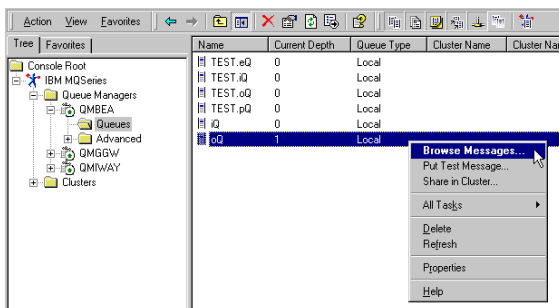 Action View Favorites
Tree Favorites
Name Current Depth Queue Type Cluster Name Cluster Nar
Console Root
IBM MQSeries
Queue Managers
QMBEA
Queues
Advanced
QMGGW
QMIWAY
Clusters
TEST.eQ 0 Local
TEST.iQ 0 Local
TEST.oQ 0 Local
TEST.pQ 0 Local
iQ 0 Local
oQ 1 Local
Browse Messages...
Put Test Message...
Share in Cluster...
All Tasks
Delete
Refresh
Properties
Help